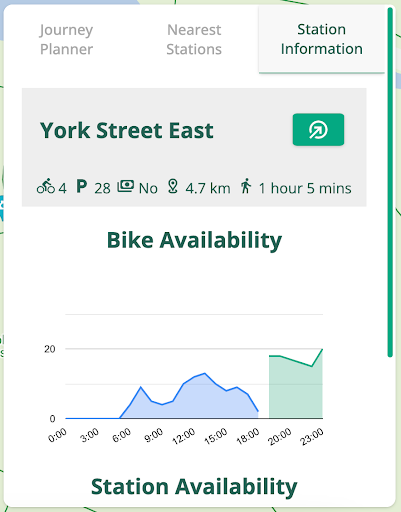 Journey Planner
Nearest Stations
Station Information
York Street East
4 P 28 No 4.7 km 1 hour 5 mins
Bike Availability
20
0
0:00 3:00 6:00 9:00 12:00 15:00 18:00 20:00 23:00
Station Availability